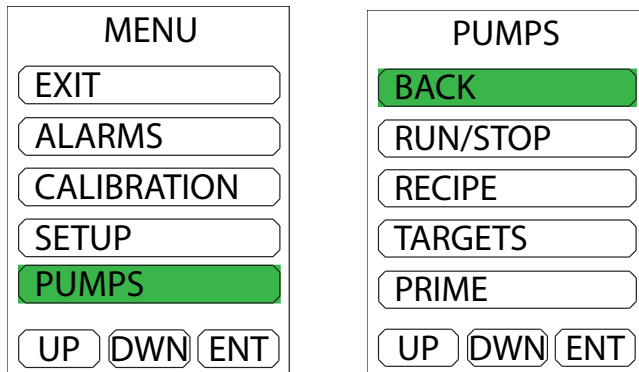 MENU
EXIT
ALARMS
CALIBRATION
SETUP
PUMPS
UP DWN ENT
PUMPS
BACK
RUN/STOP
RECIPE
TARGETS
PRIME
UP DWN ENT